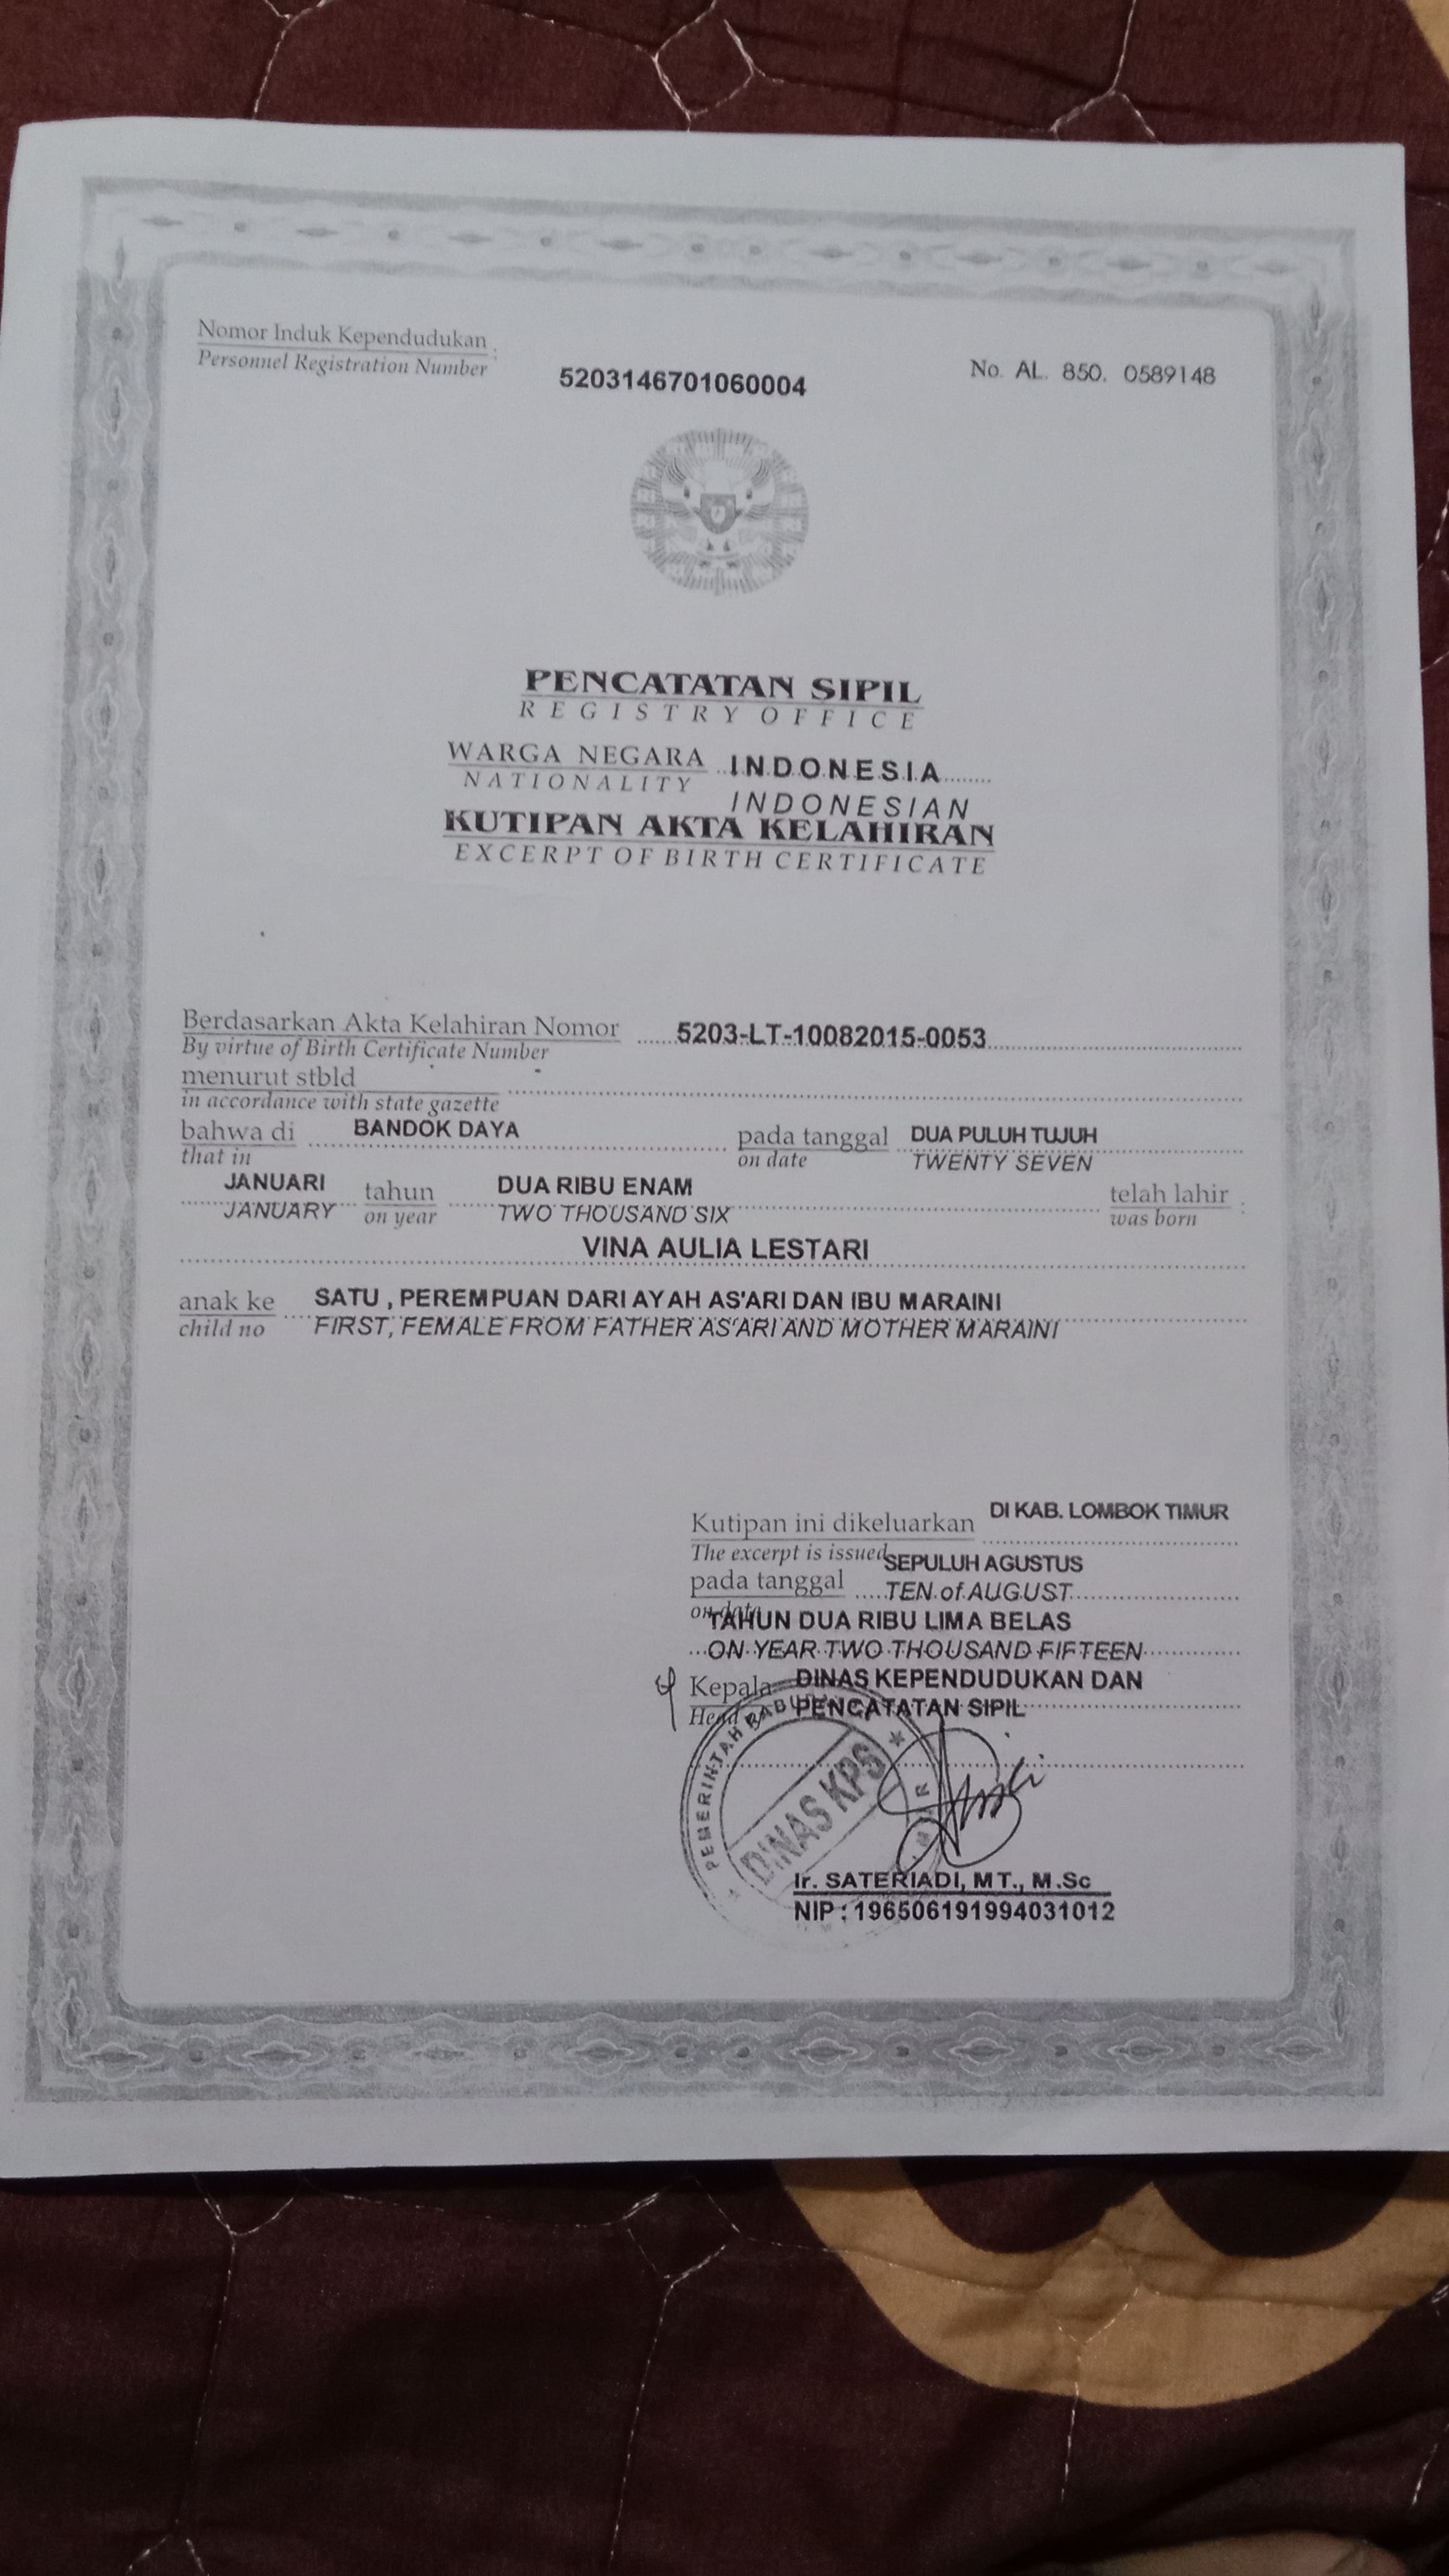 Nomor Induk Kependudukan :
Personnel Registration Number
5203146701060004
No. AL. 850. 0589148
PENCATATAN SIPIL
REGISTRY OFFICE
WARGA NEGARA INDONESIA
NATIONALITY INDONESIAN
KUTIPAN AKTA KELAHIRAN
EXCERPT OF BIRTH CERTIFICATE
Berdasarkan Akta Kelahiran Nomor 5203-LT-10082015-0053
By virtue of Birth Certificate Number
menurut stbld
in accordance with state gazette
bahwa di BANDOK DAYA pada tanggal DUA PULUH TUJUH
that in on date TWENTY SEVEN
JANUARI tahun DUA RIBU ENAM telah lahir :
JANUARY on year TWO THOUSAND SIX was born
VINA AULIA LESTARI
anak ke SATU , PEREMPUAN DARI AYAH AS'ARI DAN IBU MARAINI
child no FIRST, FEMALE FROM FATHER AS'ARI AND MOTHER MARAINI
Kutipan ini dikeluarkan DI KAB. LOMBOK TIMUR
The excerpt is issued SEPULUH AGUSTUS
pada tanggal TEN of AUGUST
on date TAHUN DUA RIBU LIMA BELAS
ON YEAR TWO THOUSAND FIFTEEN
Kepala DINAS KEPENDUDUKAN DAN
Head PENCATATAN SIPIL
PEMERINTAH
DINAS KPS
Ir. SATERIADI, MT., M.Sc
NIP : 196506191994031012